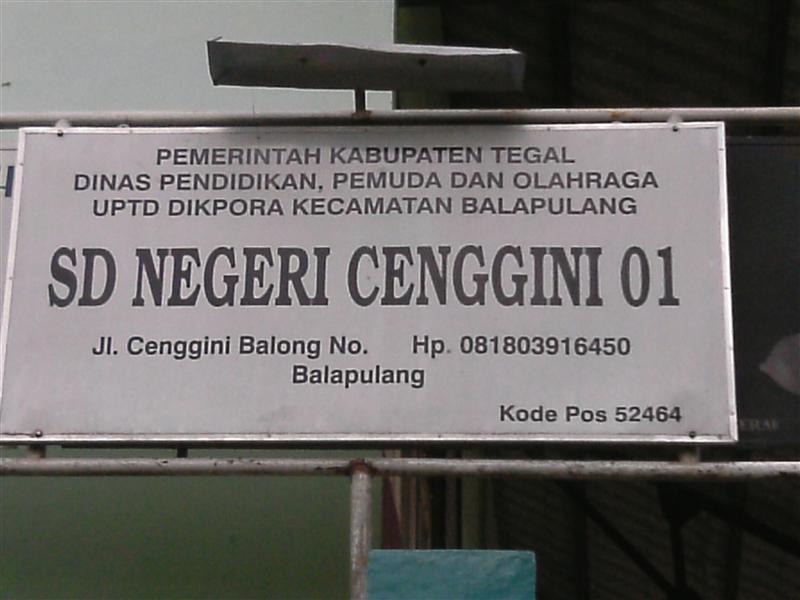 PEMERINTAH KABUPATEN TEGAL
DINAS PENDIDIKAN, PEMUDA DAN OLAHRAGA
UPTD DIKPORA KECAMATAN BALAPULANG
SD NEGERI CENGGINI 01
Jl. Cenggini Balong No. Hp. 081803916450
Balapulang
Kode Pos 52464